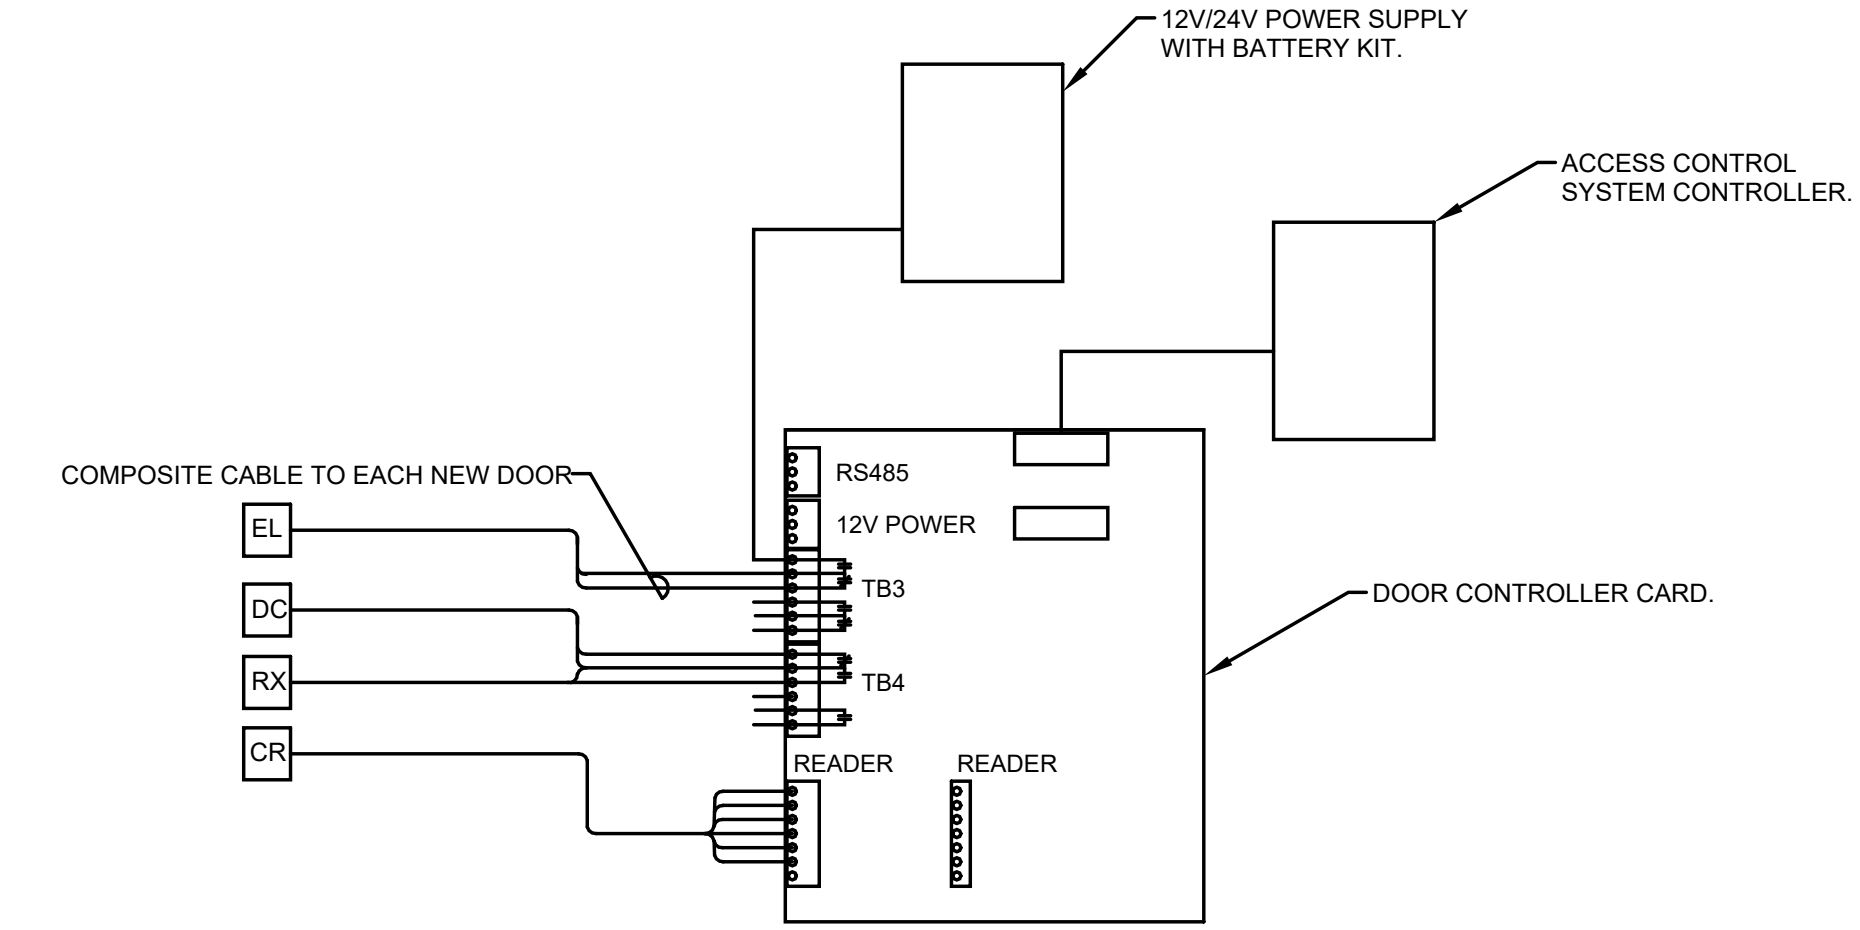 12V/24V POWER SUPPLY
WITH BATTERY KIT.
ACCESS CONTROL
SYSTEM CONTROLLER.
COMPOSITE CABLE TO EACH NEW DOOR
RS485
EL
12V POWER
TB3
DOOR CONTROLLER CARD.
DC
RX
TB4
CR
READER
READER